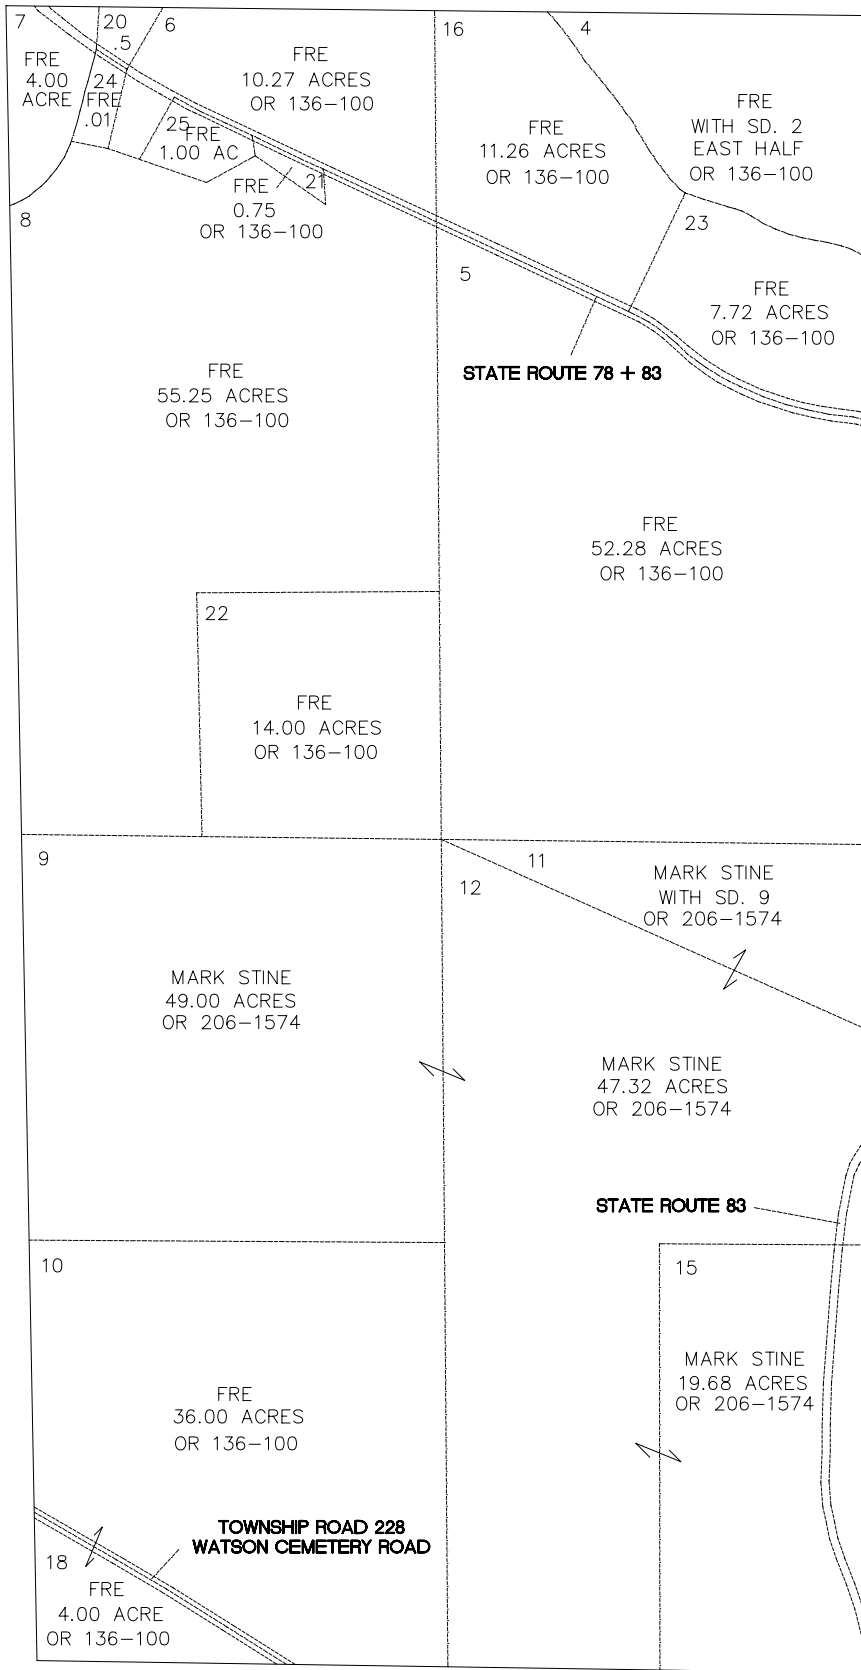 7
20
.5
6
16
4
FRE
4.00
ACRE
24
FRE
.01
FRE
10.27 ACRES
OR 136-100
25
FRE
1.00 AC
FRE
11.26 ACRES
OR 136-100
FRE
WITH SD. 2
EAST HALF
OR 136-100
21
FRE
0.75
OR 136-100
8
23
5
FRE
7.72 ACRES
OR 136-100
STATE ROUTE 78 + 83
FRE
55.25 ACRES
OR 136-100
FRE
52.28 ACRES
OR 136-100
22
FRE
14.00 ACRES
OR 136-100
9
11
12
MARK STINE
WITH SD. 9
OR 206-1574
MARK STINE
49.00 ACRES
OR 206-1574
MARK STINE
47.32 ACRES
OR 206-1574
STATE ROUTE 83
10
15
MARK STINE
19.68 ACRES
OR 206-1574
FRE
36.00 ACRES
OR 136-100
TOWNSHIP ROAD 228
WATSON CEMETERY ROAD
18
FRE
4.00 ACRE
OR 136-100